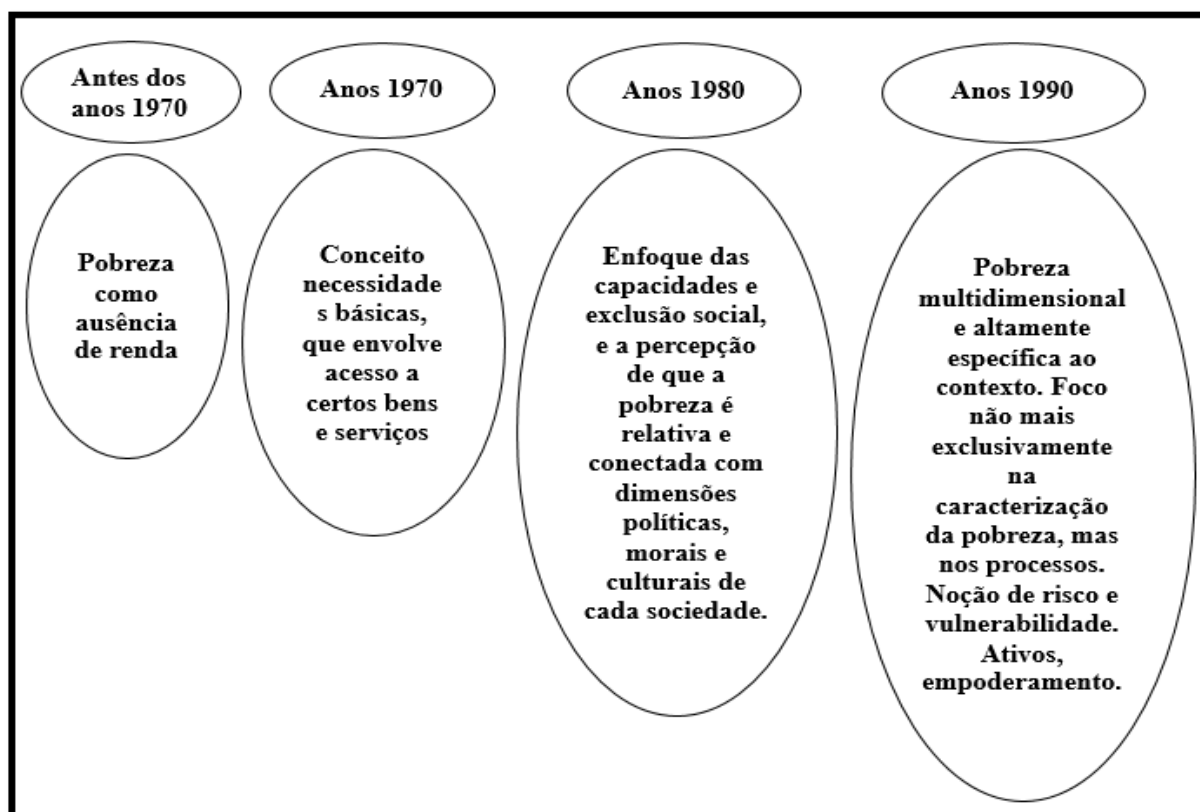 Antes dos
anos 1970
Pobreza
como
ausência
de renda
Anos 1970
Conceito
necessidade
s básicas,
que envolve
acesso a
certos bens
e serviços
Anos 1980
Enfoque das
capacidades e
exclusão social,
e a percepção
de que a
pobreza é
relativa e
conectada com
dimensões
políticas,
morais e
culturais de
cada sociedade.
Anos 1990
Pobreza
multidimensional
e altamente
específica ao
contexto. Foco
não mais
exclusivamente
na
caracterização
da pobreza, mas
nos processos.
Noção de risco e
vulnerabilidade.
Ativos,
empoderamento.